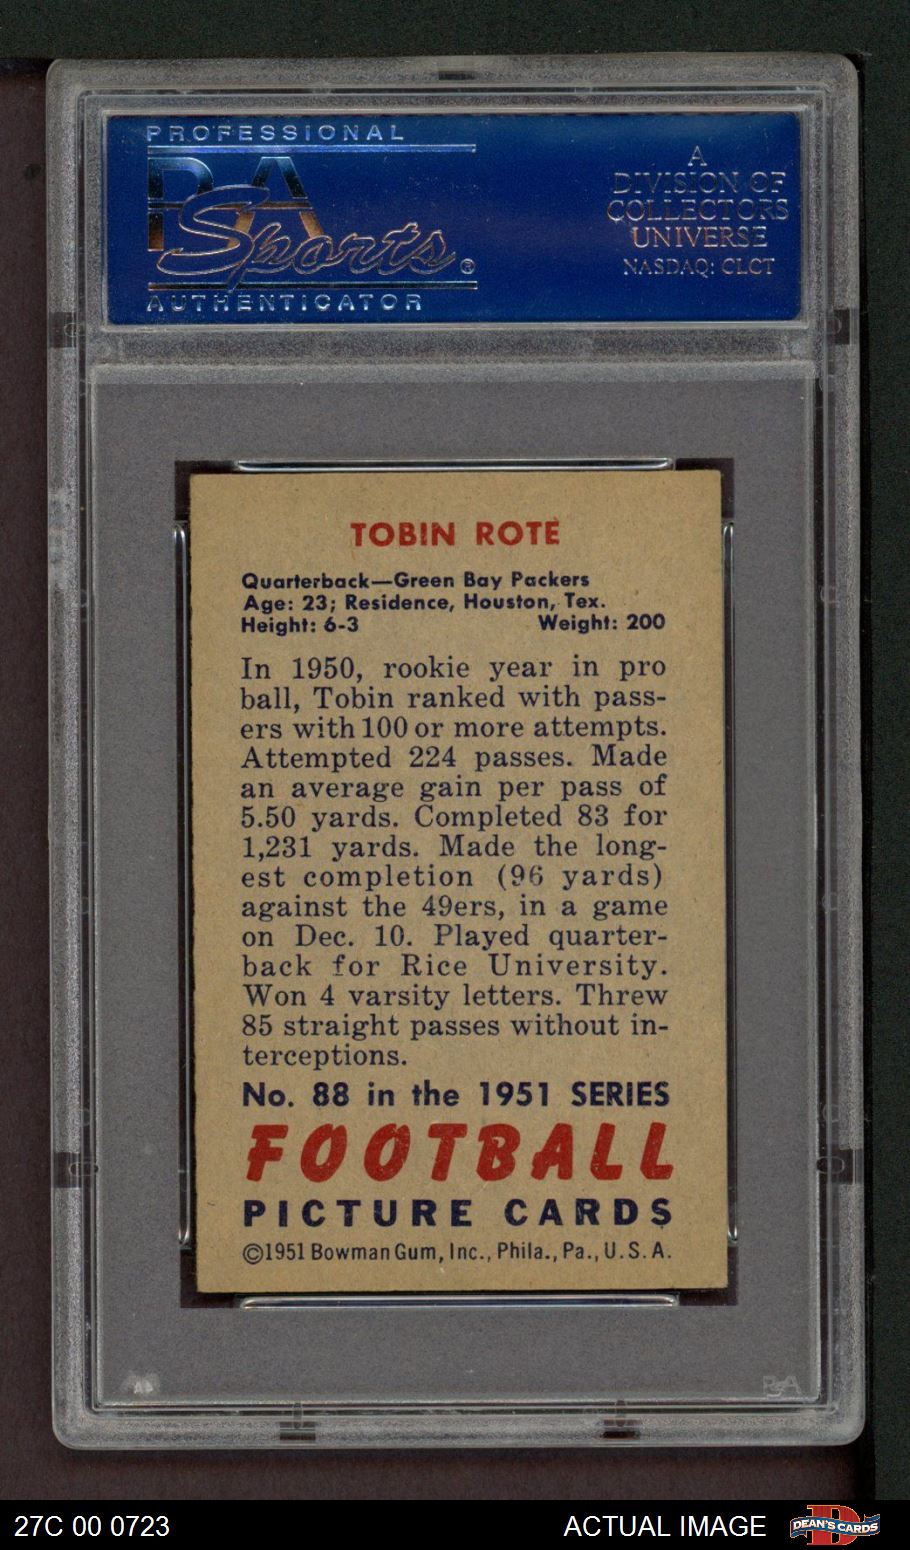 PROFESSIONAL
PSA
Sports®
AUTHENTICATOR
A
DIVISION OF
COLLECTORS
UNIVERSE
NASDAQ: CLCT
TOBIN ROTE
Quarterback—Green Bay Packers
Age: 23; Residence, Houston, Tex.
Height: 6-3 Weight: 200
In 1950, rookie year in pro
ball, Tobin ranked with pass-
ers with 100 or more attempts.
Attempted 224 passes. Made
an average gain per pass of
5.50 yards. Completed 83 for
1,231 yards. Made the long-
est completion (96 yards)
against the 49ers, in a game
on Dec. 10. Played quarter-
back for Rice University.
Won 4 varsity letters. Threw
85 straight passes without in-
terceptions.
No. 88 in the 1951 SERIES
FOOTBALL
PICTURE CARDS
©1951 Bowman Gum, Inc., Phila., Pa., U.S.A.
PSA
27C 00 0723
ACTUAL IMAGE
D
DEAN'S CARDS